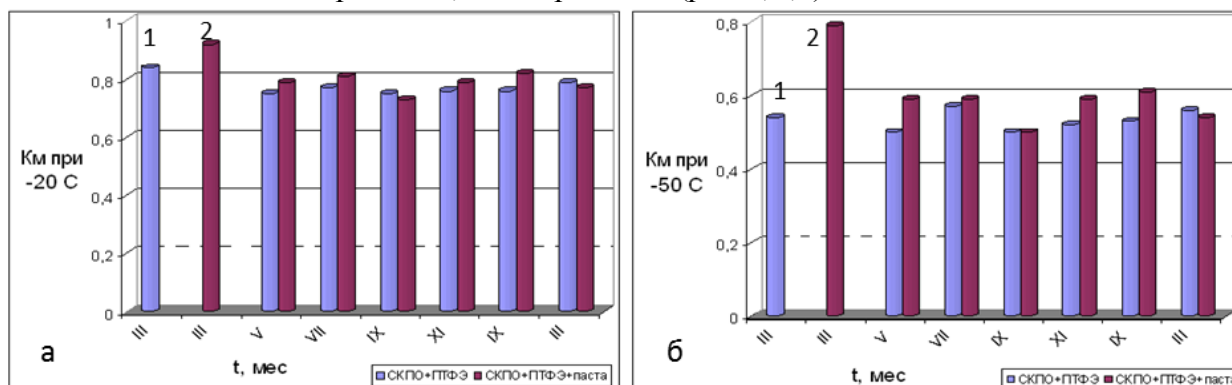 1
0,8
0,6
0,4
0,2
0
Км при
-20 С
1
2
III
III
V
VII
IX
XI
IX
III
а
t, мес
СКПО+ПТФЭ
СКПО+ПТФЭ+паста
0,8
0,6
0,4
0,2
0
Км при
-50 С
1
2
III
III
V
VII
IX
XI
IX
III
б
t, мес
СКПО+ПТФЭ
СКПО+ПТФЭ+паста